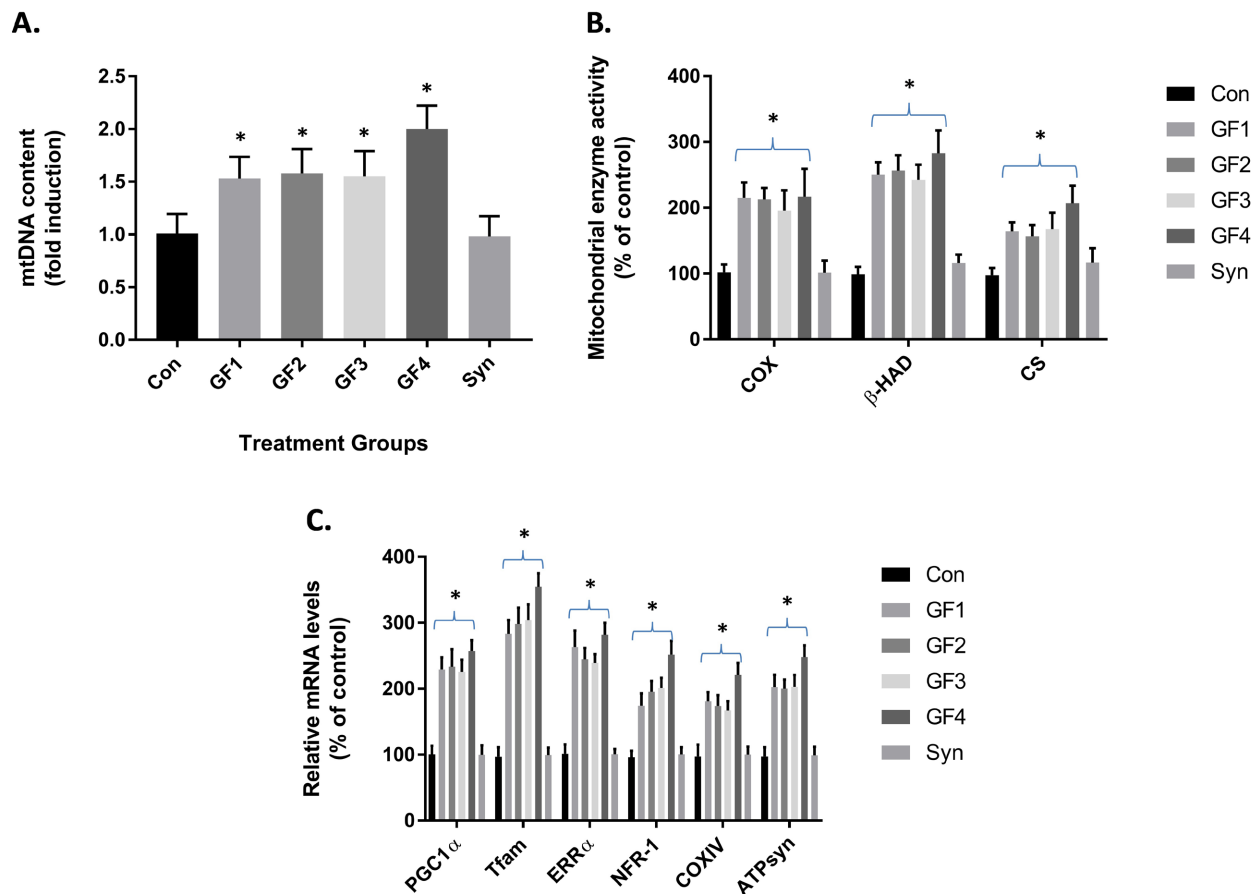 A.
mtDNA content
(fold induction)
2.5
2.0
1.5
1.0
0.5
0.0
* * * *
Con GF1 GF2 GF3 GF4 Syn
Treatment Groups
B.
Mitochondrial enzyme activity
(% of control)
400
300
200
100
0
* * *
COX β-HAD CS
Con
GF1
GF2
GF3
GF4
Syn
C.
Relative mRNA levels
(% of control)
400
300
200
100
0
* * * * * *
PGC1α Tfam ERRα NFR-1 COXIV ATPsyn
Con
GF1
GF2
GF3
GF4
Syn